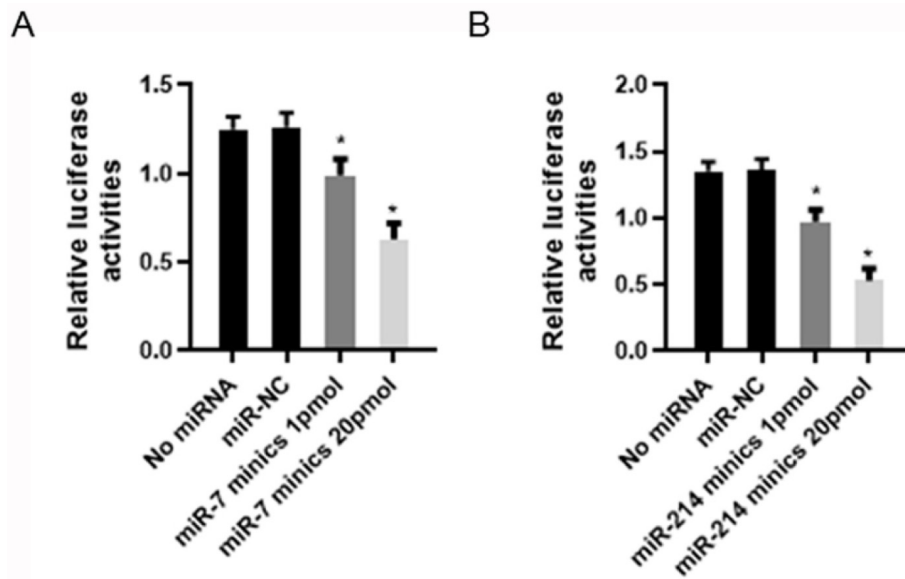 A
Relative luciferase
activities
1.5
1.0
0.5
0.0
*
*
No miRNA
miR-NC
miR-7 minics 1pmol
miR-7 minics 20pmol
B
Relative luciferase
activities
2.0
1.5
1.0
0.5
0.0
*
*
No miRNA
miR-NC
miR-214 minics 1pmol
miR-214 minics 20pmol